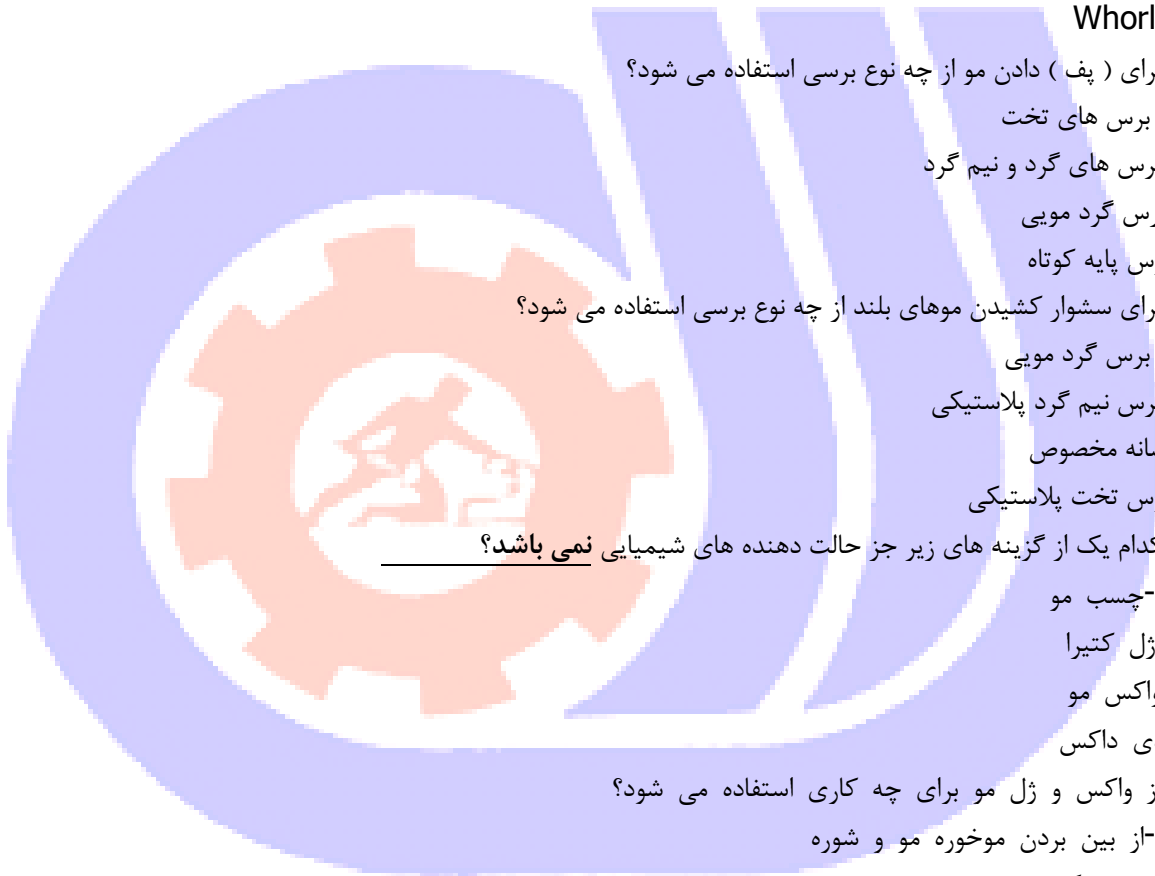 Whorl
رای ( پف ) دادن مو از چه نوع برسی استفاده می شود؟
برس های تخت
رس های گرد و نیم گرد
رس گرد مویی
س پایه کوتاه
رای سشوار کشیدن موهای بلند از چه نوع برسی استفاده می شود؟
برس گرد مویی
رس نیم گرد پلاستیکی
انه مخصوص
س تخت پلاستیکی
کدام یک از گزینه های زیر جز حالت دهنده های شیمیایی نمی باشد؟
-چسب مو
ژل کتیرا
واکس مو
ی داکس
ز واکس و ژل مو برای چه کاری استفاده می شود؟
-از بین بردن موخوره مو و شوره